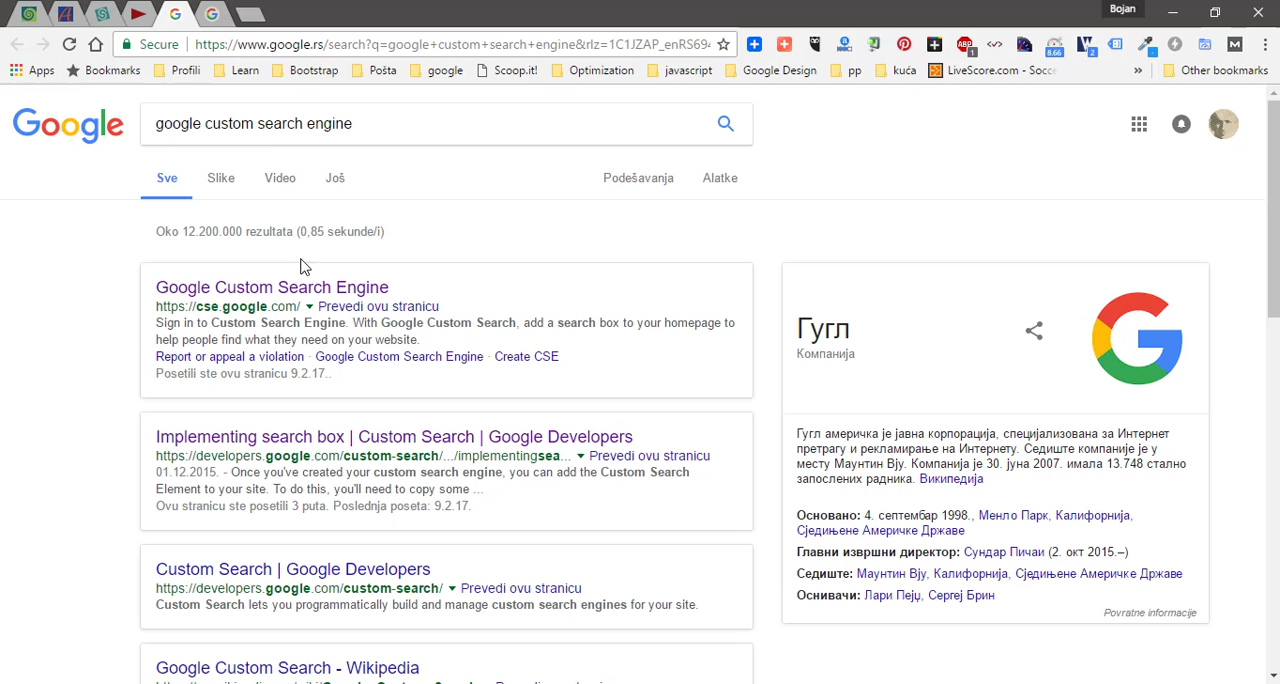 Bojan
Secure
https://www.google.rs/search?q=google+custom+search+engine&rlz=1C1JZAP_enRS694
ABP
1
8.66
2
M
Apps
Bookmarks
Profili
Learn
Bootstrap
Pošta
google
Scoop.it!
Optimization
javascript
Google Design
pp
kuća
LiveScore.com - Socce
»
Other bookmarks
Google
google custom search engine
Sve
Slike
Video
Još
Podešavanja
Alatke
Oko 12.200.000 rezultata (0,85 sekunde/i)
Google Custom Search Engine
https://cse.google.com/ ▼ Prevedi ovu stranicu
Sign in to Custom Search Engine. With Google Custom Search, add a search box to your homepage to
help people find what they need on your website.
Report or appeal a violation · Google Custom Search Engine · Create CSE
Posetili ste ovu stranicu 9.2.17..
Implementing search box | Custom Search | Google Developers
https://developers.google.com/custom-search/.../implementingsea... ▼ Prevedi ovu stranicu
01.12.2015. - Once you've created your custom search engine, you can add the Custom Search
Element to your site. To do this, you'll need to copy some ...
Ovu stranicu ste posetili 3 puta. Poslednja poseta: 9.2.17.
Custom Search | Google Developers
https://developers.google.com/custom-search/ ▼ Prevedi ovu stranicu
Custom Search lets you programmatically build and manage custom search engines for your site.
Google Custom Search - Wikipedia
Гугл
Компанија
Гугл америчка је јавна корпорација, специјализована за Интернет
претрагу и рекламирање на Интернету. Седиште компаније је у
месту Маунтин Вју. Компанија је 30. јуна 2007. имала 13.748 стално
запослених радника. Википедија
Основано: 4. септембар 1998., Менло Парк, Калифорнија,
Сједињене Америчке Државе
Главни извршни директор: Сундар Пичаи (2. окт 2015.–)
Седиште: Маунтин Вју, Калифорнија, Сједињене Америчке Државе
Оснивачи: Лари Пејџ, Сергеј Брин
Povratne informacije